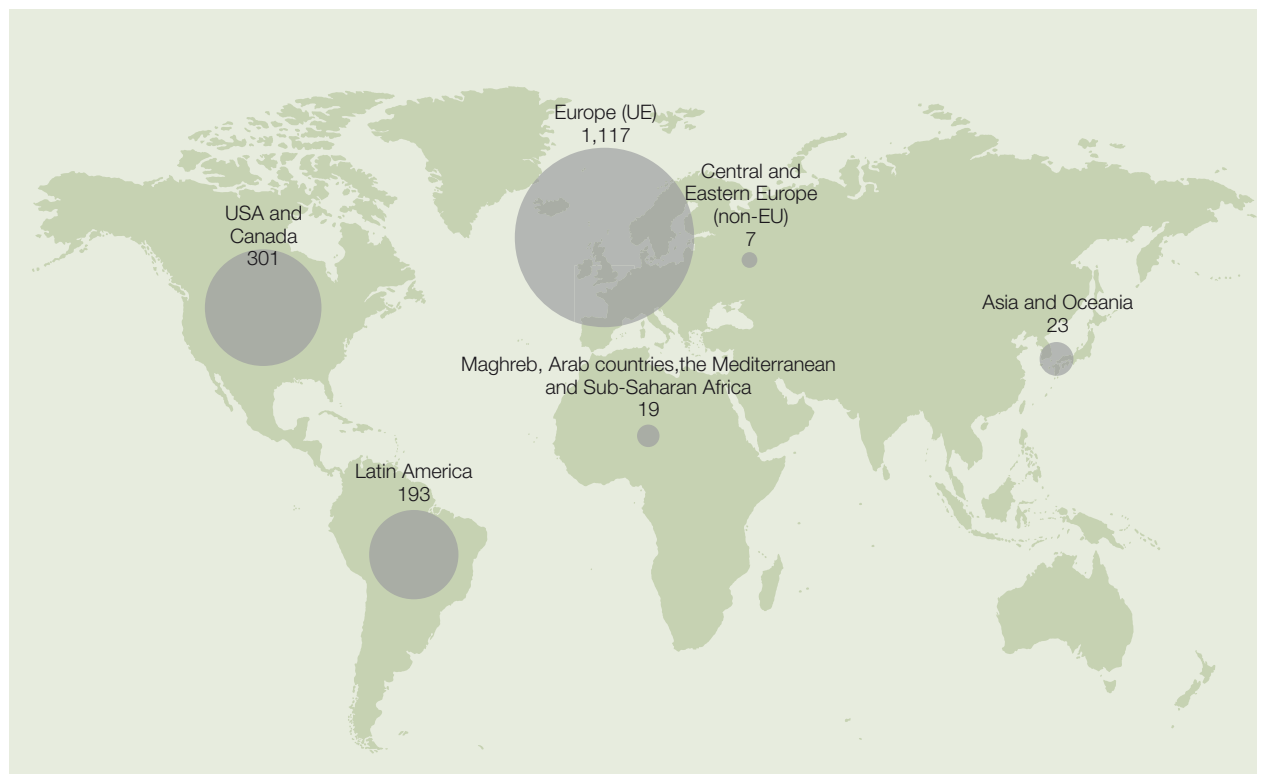 Europe (UE)
1,117
Central and
Eastern Europe
(non-EU)
7
USA and
Canada
301
Asia and Oceania
23
Maghreb, Arab countries,the Mediterranean
and Sub-Saharan Africa
19
Latin America
193